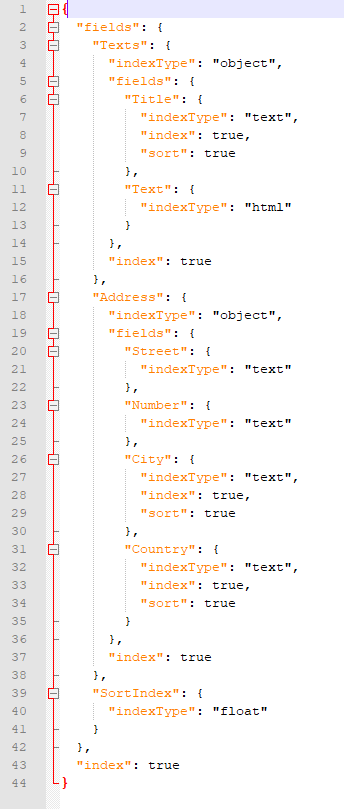 1 {
2   "fields": {
3     "Texts": {
4       "indexType": "object",
5       "fields": {
6         "Title": {
7           "indexType": "text",
8           "index": true,
9           "sort": true
10         },
11         "Text": {
12           "indexType": "html"
13         }
14       },
15       "index": true
16     },
17     "Address": {
18       "indexType": "object",
19       "fields": {
20         "Street": {
21           "indexType": "text"
22         },
23         "Number": {
24           "indexType": "text"
25         },
26         "City": {
27           "indexType": "text",
28           "index": true,
29           "sort": true
30         },
31         "Country": {
32           "indexType": "text",
33           "index": true,
34           "sort": true
35         }
36       },
37       "index": true
38     },
39     "SortIndex": {
40       "indexType": "float"
41     }
42   },
43   "index": true
44 }